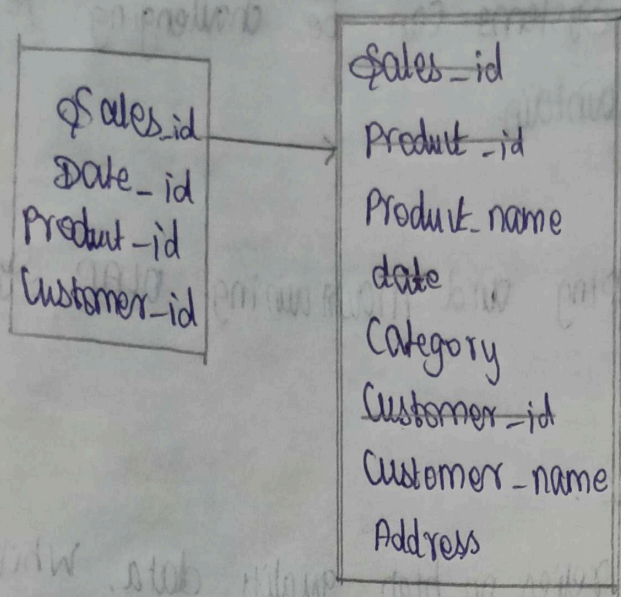 Sales_id
Date_id
Product_id
Customer_id
Sales_id
Product_id
Product_name
date
Category
Customer_id
Customer_name
Address